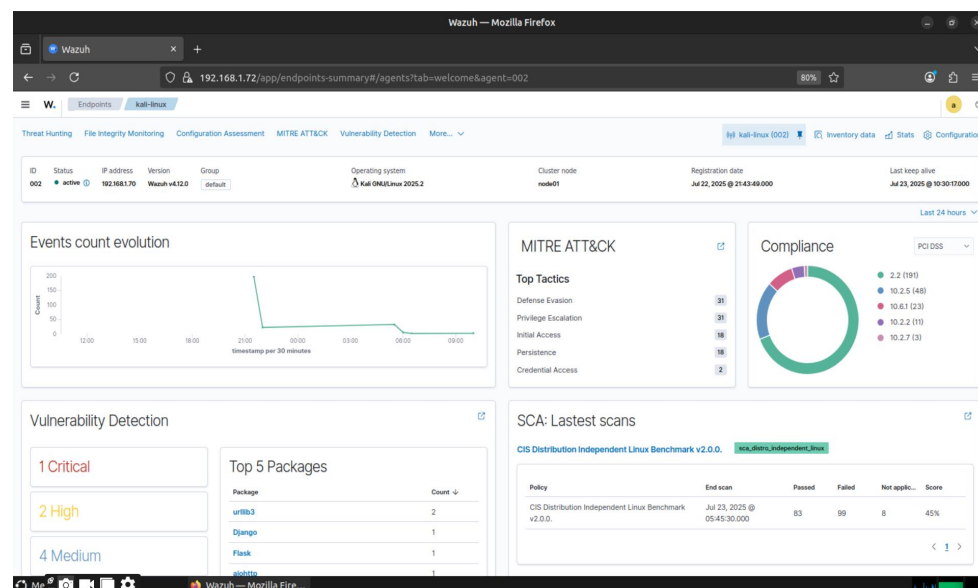 Wazuh — Mozilla Firefox
Wazuh
192.168.1.72/app/endpoints-summary#/agents?tab=welcome&agent=002
80%
W.
Endpoints
kali-linux
a
Threat Hunting
File Integrity Monitoring
Configuration Assessment
MITRE ATT&CK
Vulnerability Detection
More...
kali-linux (002)
Inventory data
Stats
Configuration
ID Status IP address Version Group Operating system Cluster node Registration date Last keep alive
002 active 192.168.1.70 Wazuh v4.12.0 default Kali GNU/Linux 2025.2 node01 Jul 22, 2025 @ 21:43:49.000 Jul 23, 2025 @ 10:30:17.000
Last 24 hours
Events count evolution
Count
200
150
100
50
0
12:00 15:00 18:00 21:00 00:00 03:00 06:00 09:00
timestamp per 30 minutes
MITRE ATT&CK
Top Tactics
Defense Evasion 31
Privilege Escalation 31
Initial Access 18
Persistence 18
Credential Access 2
Compliance
PCI DSS
2.2 (191)
10.2.5 (48)
10.6.1 (23)
10.2.2 (11)
10.2.7 (3)
Vulnerability Detection
1 Critical
2 High
4 Medium
Top 5 Packages
Package Count
urllib3 2
Django 1
Flask 1
aiohttp 1
SCA: Lastest scans
CIS Distribution Independent Linux Benchmark v2.0.0.
sca_distro_independent_linux
Policy End scan Passed Failed Not applic... Score
CIS Distribution Independent Linux Benchmark Jul 23, 2025 @ 83 99 8 45%
v2.0.0. 05:45:30.000
1
Me
Wazuh — Mozilla Fire...